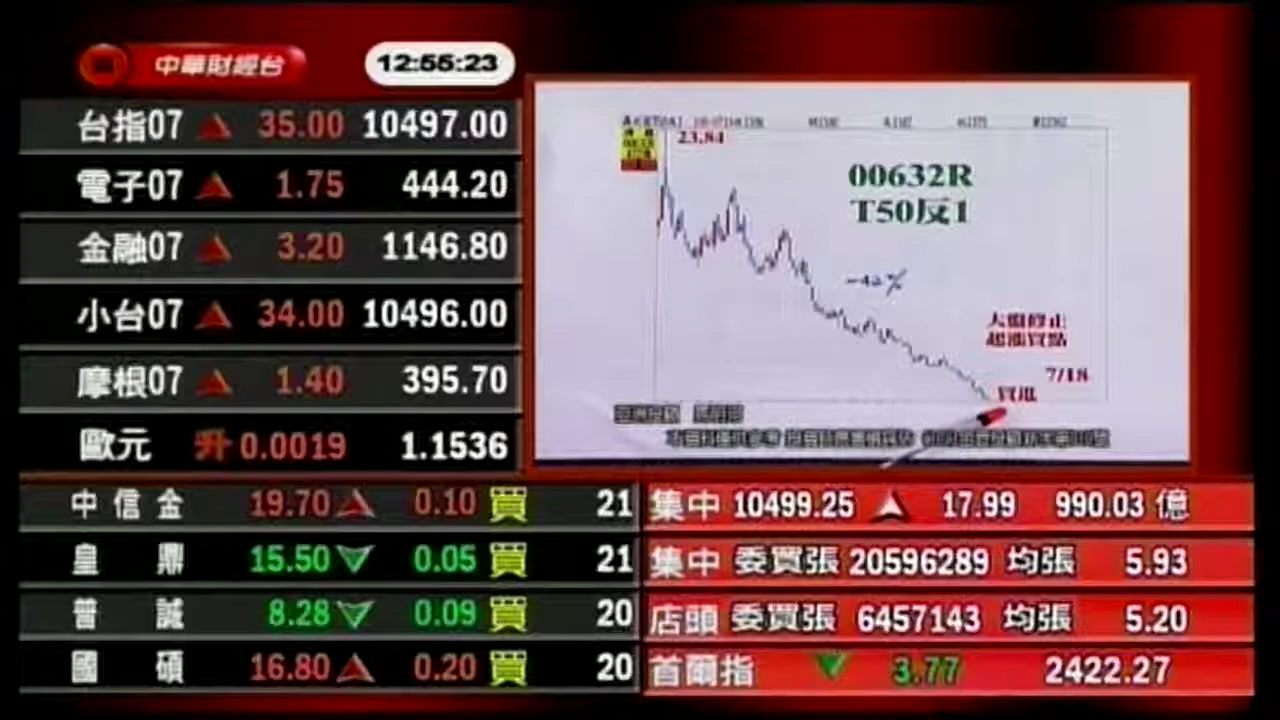 中華財經台 12:55:23
台指07 ▲ 35.00 10497.00
電子07 ▲ 1.75 444.20
金融07 ▲ 3.20 1146.80
小台07 ▲ 34.00 10496.00
摩根07 ▲ 1.40 395.70
歐元 升 0.0019 1.1536
23.84
00632R
T50反1
-42%
大盤修正
起漲買點
7/18
買進
中信金 19.70 △ 0.10 買 21
皇鼎 15.50 ▽ 0.05 買 21
普誠 8.28 ▽ 0.09 買 20
國碩 16.80 △ 0.20 買 20
集中 10499.25 ▲ 17.99 990.03 億
集中 委買張 20596289 均張 5.93
店頭 委買張 6457143 均張 5.20
首爾指 ▼ 3.77 2422.27